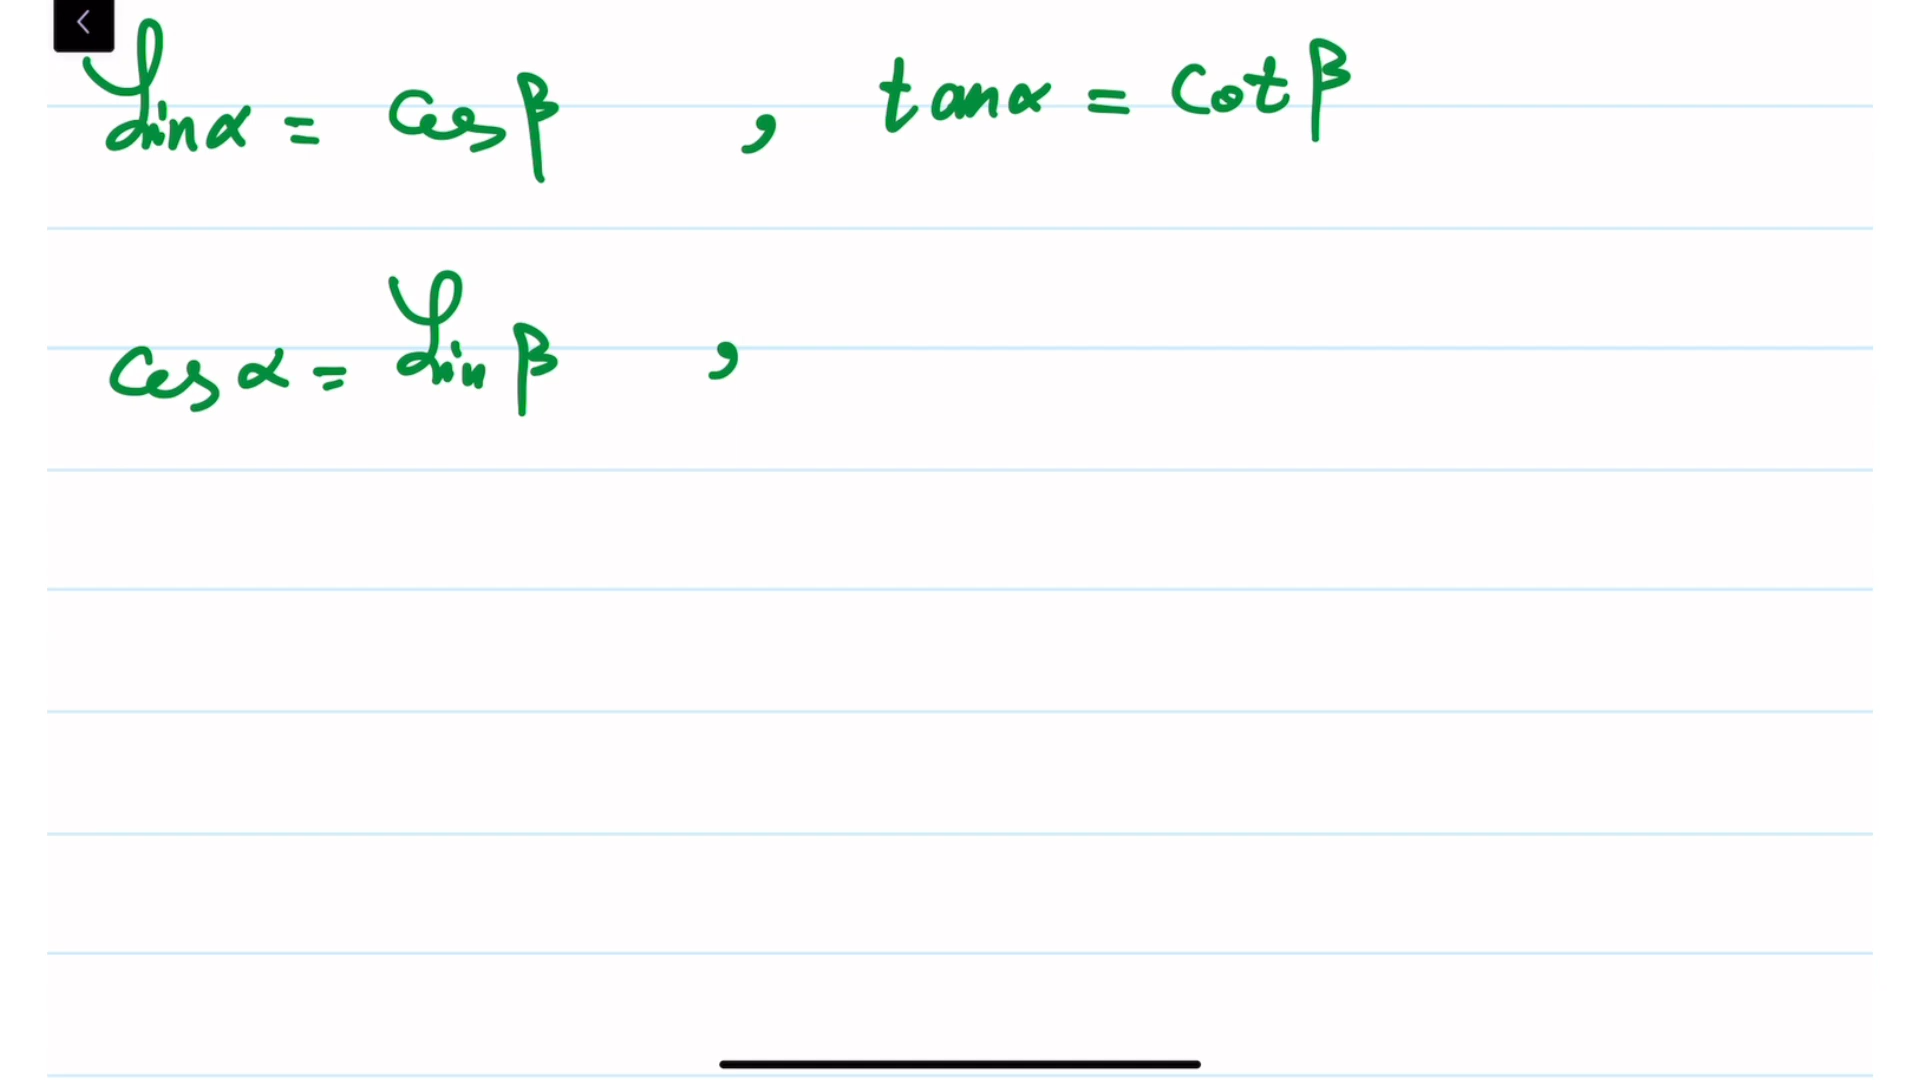 sinα = cosβ , tanα = cotβ
cosα = sinβ ,